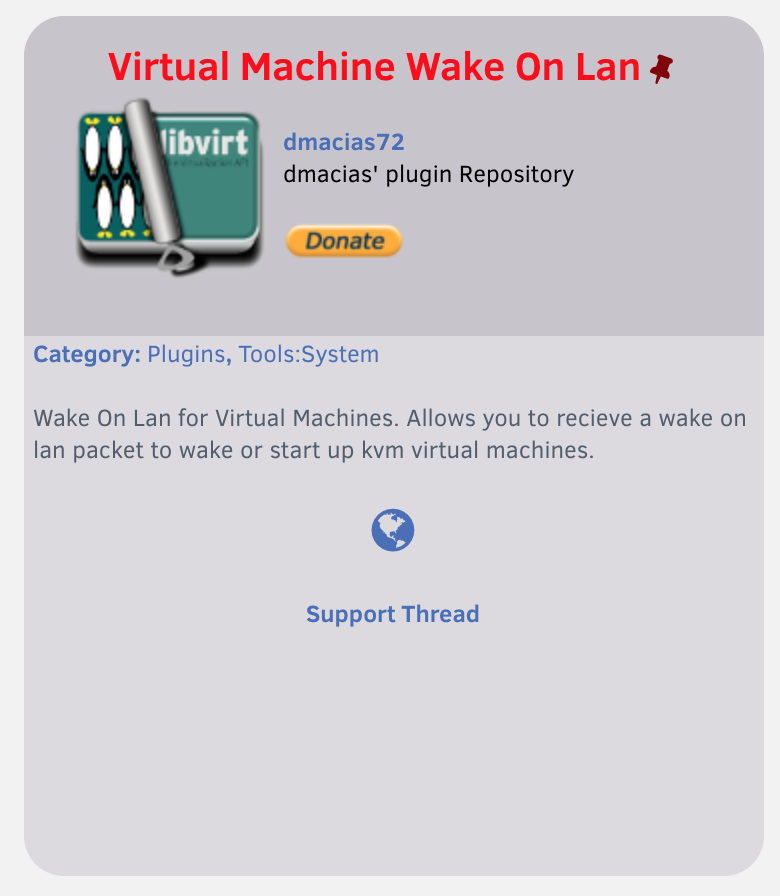 Virtual Machine Wake On Lan
libvirt
dmacias72
dmacias' plugin Repository
Donate
Category: Plugins, Tools:System
Wake On Lan for Virtual Machines. Allows you to recieve a wake on
lan packet to wake or start up kvm virtual machines.
Support Thread